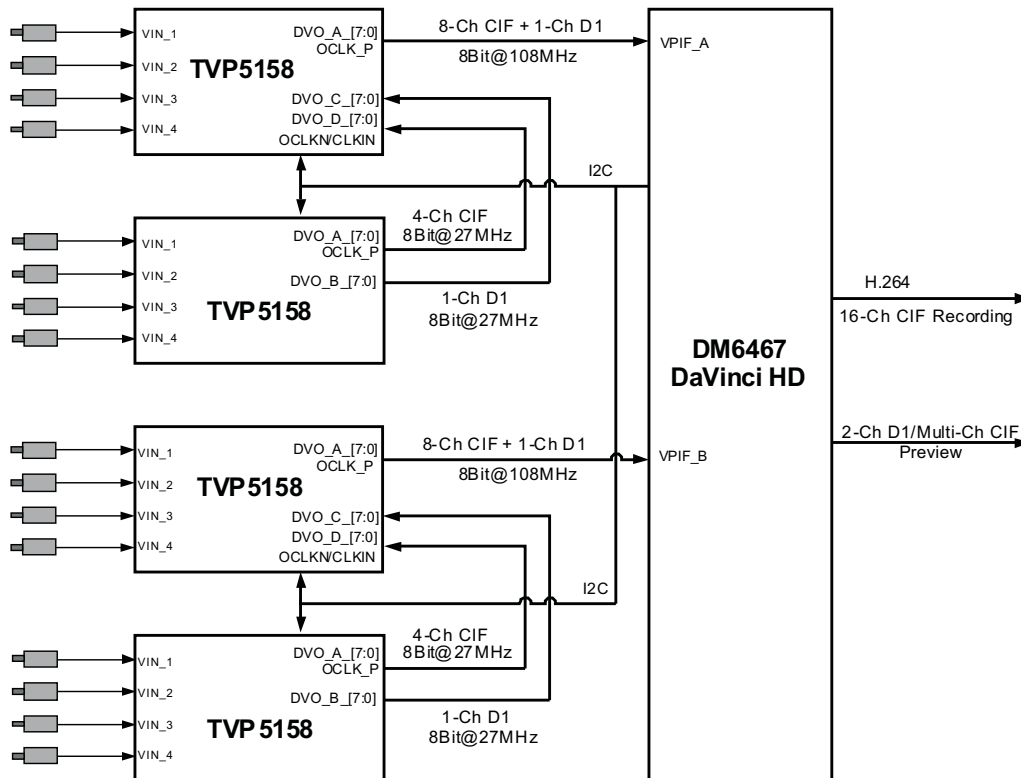 VIN_1
VIN_2
VIN_3
VIN_4
TVP5158
DVO_A_[7:0]
OCLK_P
DVO_C_[7:0]
DVO_D_[7:0]
OCLKN/CLKIN
8-Ch CIF + 1-Ch D1
8Bit@108MHz
VPIF_A
I2C
VIN_1
VIN_2
VIN_3
VIN_4
TVP5158
DVO_A_[7:0]
OCLK_P
DVO_B_[7:0]
4-Ch CIF
8Bit@27MHz
1-Ch D1
8Bit@27MHz
DM6467
DaVinci HD
H.264
16-Ch CIF Recording
2-Ch D1/Multi-Ch CIF
Preview
VIN_1
VIN_2
VIN_3
VIN_4
TVP5158
DVO_A_[7:0]
OCLK_P
DVO_C_[7:0]
DVO_D_[7:0]
OCLKN/CLKIN
8-Ch CIF + 1-Ch D1
8Bit@108MHz
VPIF_B
I2C
VIN_1
VIN_2
VIN_3
VIN_4
TVP5158
DVO_A_[7:0]
OCLK_P
DVO_B_[7:0]
4-Ch CIF
8Bit@27MHz
1-Ch D1
8Bit@27MHz